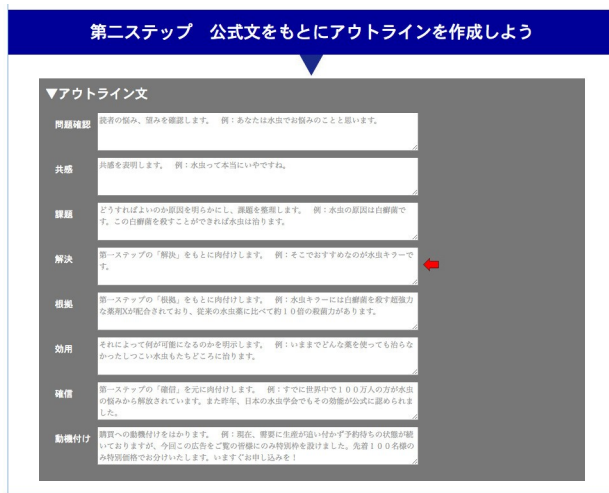 第二ステップ 公式文をもとにアウトラインを作成しよう
▼アウトライン文
問題確認
読者の悩み、望みを確認します。 例：あなたは水虫でお悩みのことと思います。
共感
共感を表明します。 例：水虫って本当にいやですね。
課題
どうすればよいのか原因を明らかにし、課題を整理します。 例：水虫の原因は白癬菌で
す。この白癬菌を殺すことができれば水虫は治ります。
解決
第一ステップの「解決」をもとに肉付けします。 例：そこでおすすめなのが水虫キラーで
す。
根拠
第一ステップの「根拠」をもとに肉付けします。 例：水虫キラーには白癬菌を殺す超強力
な薬剤Xが配合されており、従来の水虫薬に比べて約１０倍の殺菌力があります。
効用
それによって何が可能になるのかを明示します。 例：いままでどんな薬を使っても治らな
かったしつこい水虫もたちどころに治ります。
確信
第一ステップの「確信」を元に肉付けします。 例：すでに世界中で１００万人の方が水虫
の悩みから解放されています。また昨年、日本の水虫学会でもその効能が公式に認められま
した。
動機付け
購買への動機付けをはかります。 例：現在、需要に生産が追い付かず予約待ちの状態が続
いておりますが、今回この広告をご覧の皆様にのみ特別枠を設けました。先着１００名様の
み特別価格でお分けいたします。いますぐお申し込みを！